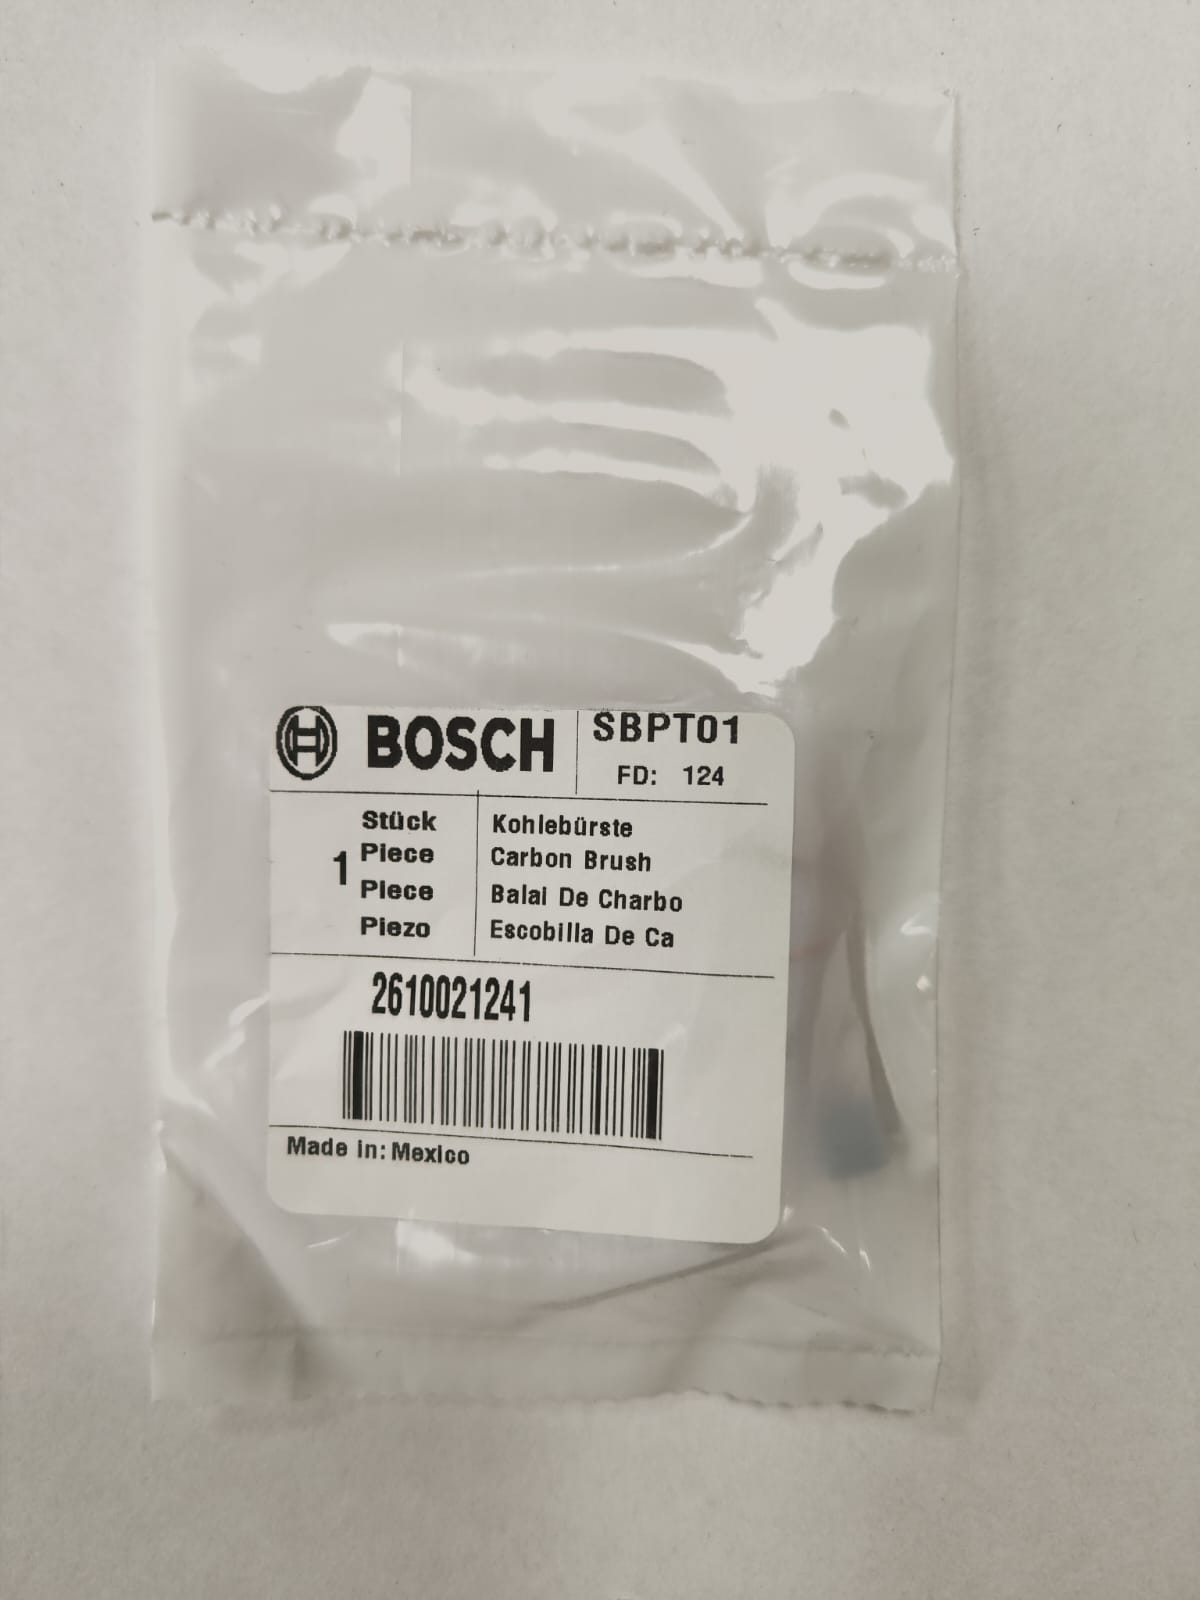 BOSCH
SBPT01
FD: 124
1
Stück
Piece
Piece
Piezo
Kohlebürste
Carbon Brush
Balai De Charbo
Escobilla De Ca
2610021241
Made in: Mexico